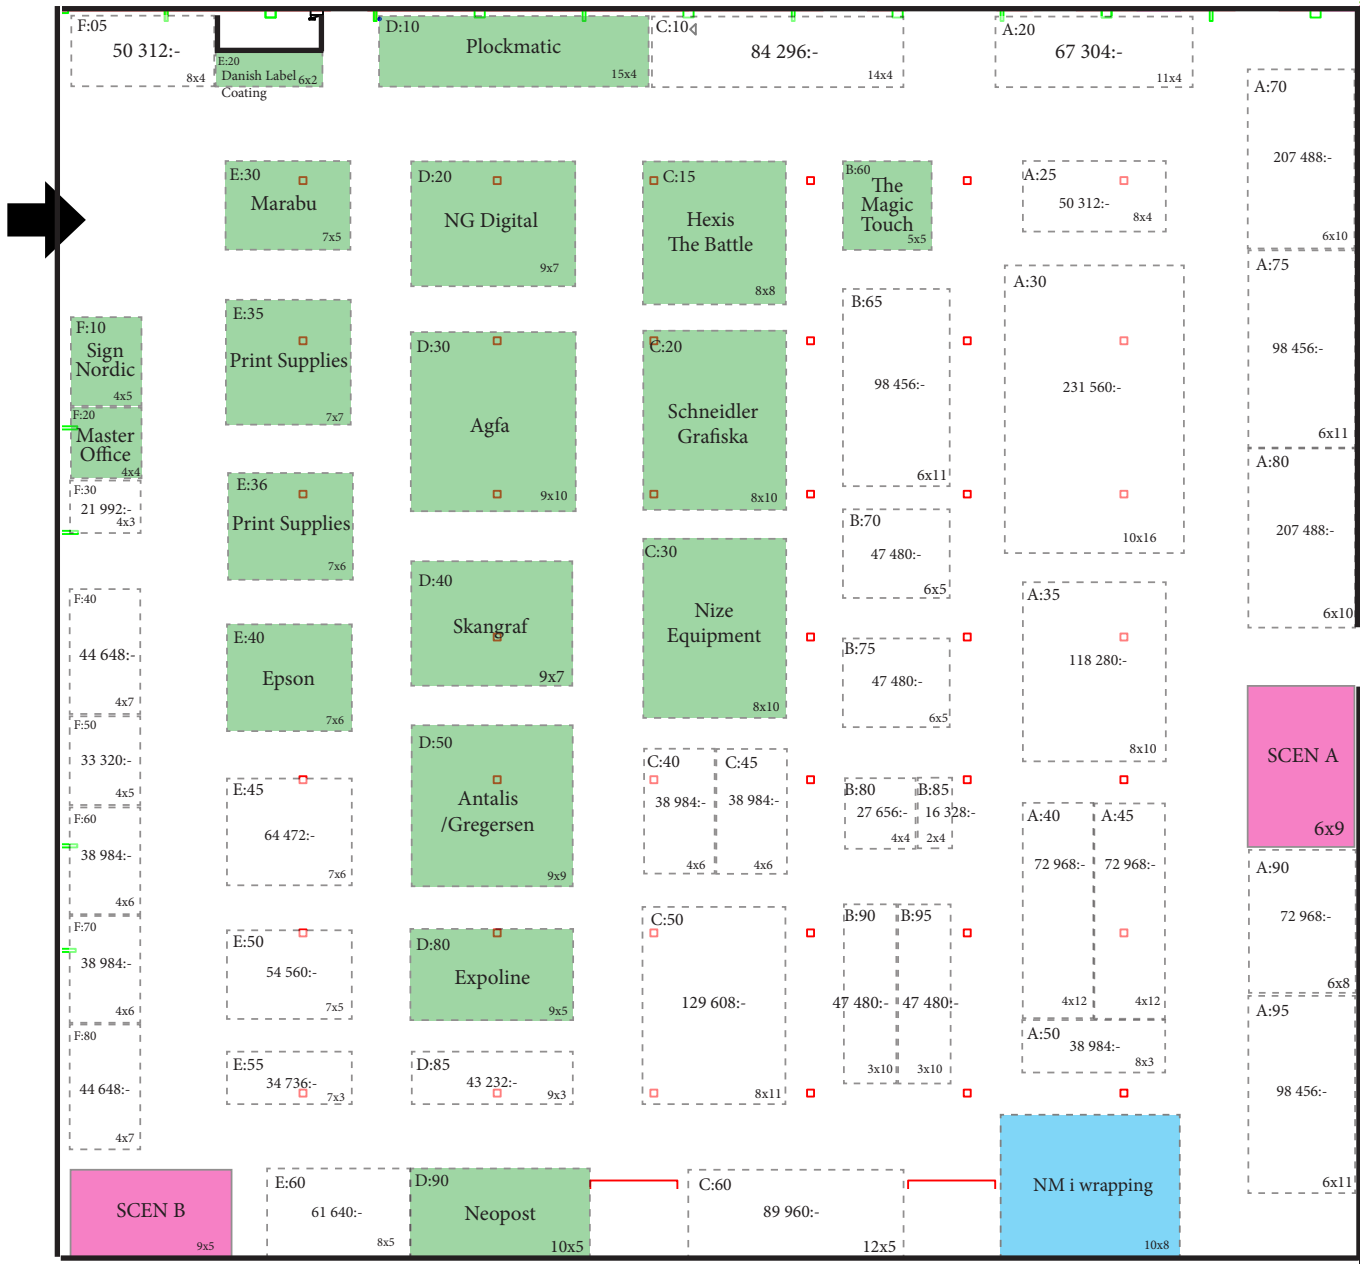 F:05
50 312:-
8x4
E:20
Danish Label
6x2
Coating
D:10
Plockmatic
15x4
C:10
84 296:-
14x4
A:20
67 304:-
11x4
A:70
207 488:-
6x10
E:30
Marabu
7x5
D:20
NG Digital
9x7
C:15
Hexis
The Battle
8x8
B:60
The
Magic
Touch
5x5
A:25
50 312:-
8x4
A:75
98 456:-
6x11
F:10
Sign
Nordic
4x5
E:35
Print Supplies
7x7
D:30
Agfa
9x10
C:20
Schneidler
Grafiska
8x10
B:65
98 456:-
6x11
A:30
231 560:-
10x16
F:20
Master
Office
4x4
F:30
21 992:-
4x3
E:36
Print Supplies
7x6
A:80
207 488:-
6x10
B:70
47 480:-
6x5
F:40
44 648:-
4x7
D:40
Skangraf
9x7
C:30
Nize
Equipment
8x10
A:35
118 280:-
8x10
E:40
Epson
7x6
B:75
47 480:-
6x5
SCEN A
6x9
F:50
33 320:-
4x5
D:50
Antalis
/Gregersen
9x9
C:40
38 984:-
4x6
C:45
38 984:-
4x6
E:45
64 472:-
7x6
B:80
27 656:-
4x4
B:85
16 328:-
2x4
A:40
72 968:-
4x12
A:45
72 968:-
4x12
F:60
38 984:-
4x6
A:90
72 968:-
6x8
F:70
38 984:-
4x6
E:50
54 560:-
7x5
D:80
Expoline
9x5
C:50
129 608:-
8x11
B:90
47 480:-
3x10
B:95
47 480:-
3x10
A:95
98 456:-
6x11
F:80
44 648:-
4x7
A:50
38 984:-
8x3
E:55
34 736:-
7x3
D:85
43 232:-
9x3
SCEN B
9x5
E:60
61 640:-
8x5
D:90
Neopost
10x5
C:60
89 960:-
12x5
NM i wrapping
10x8